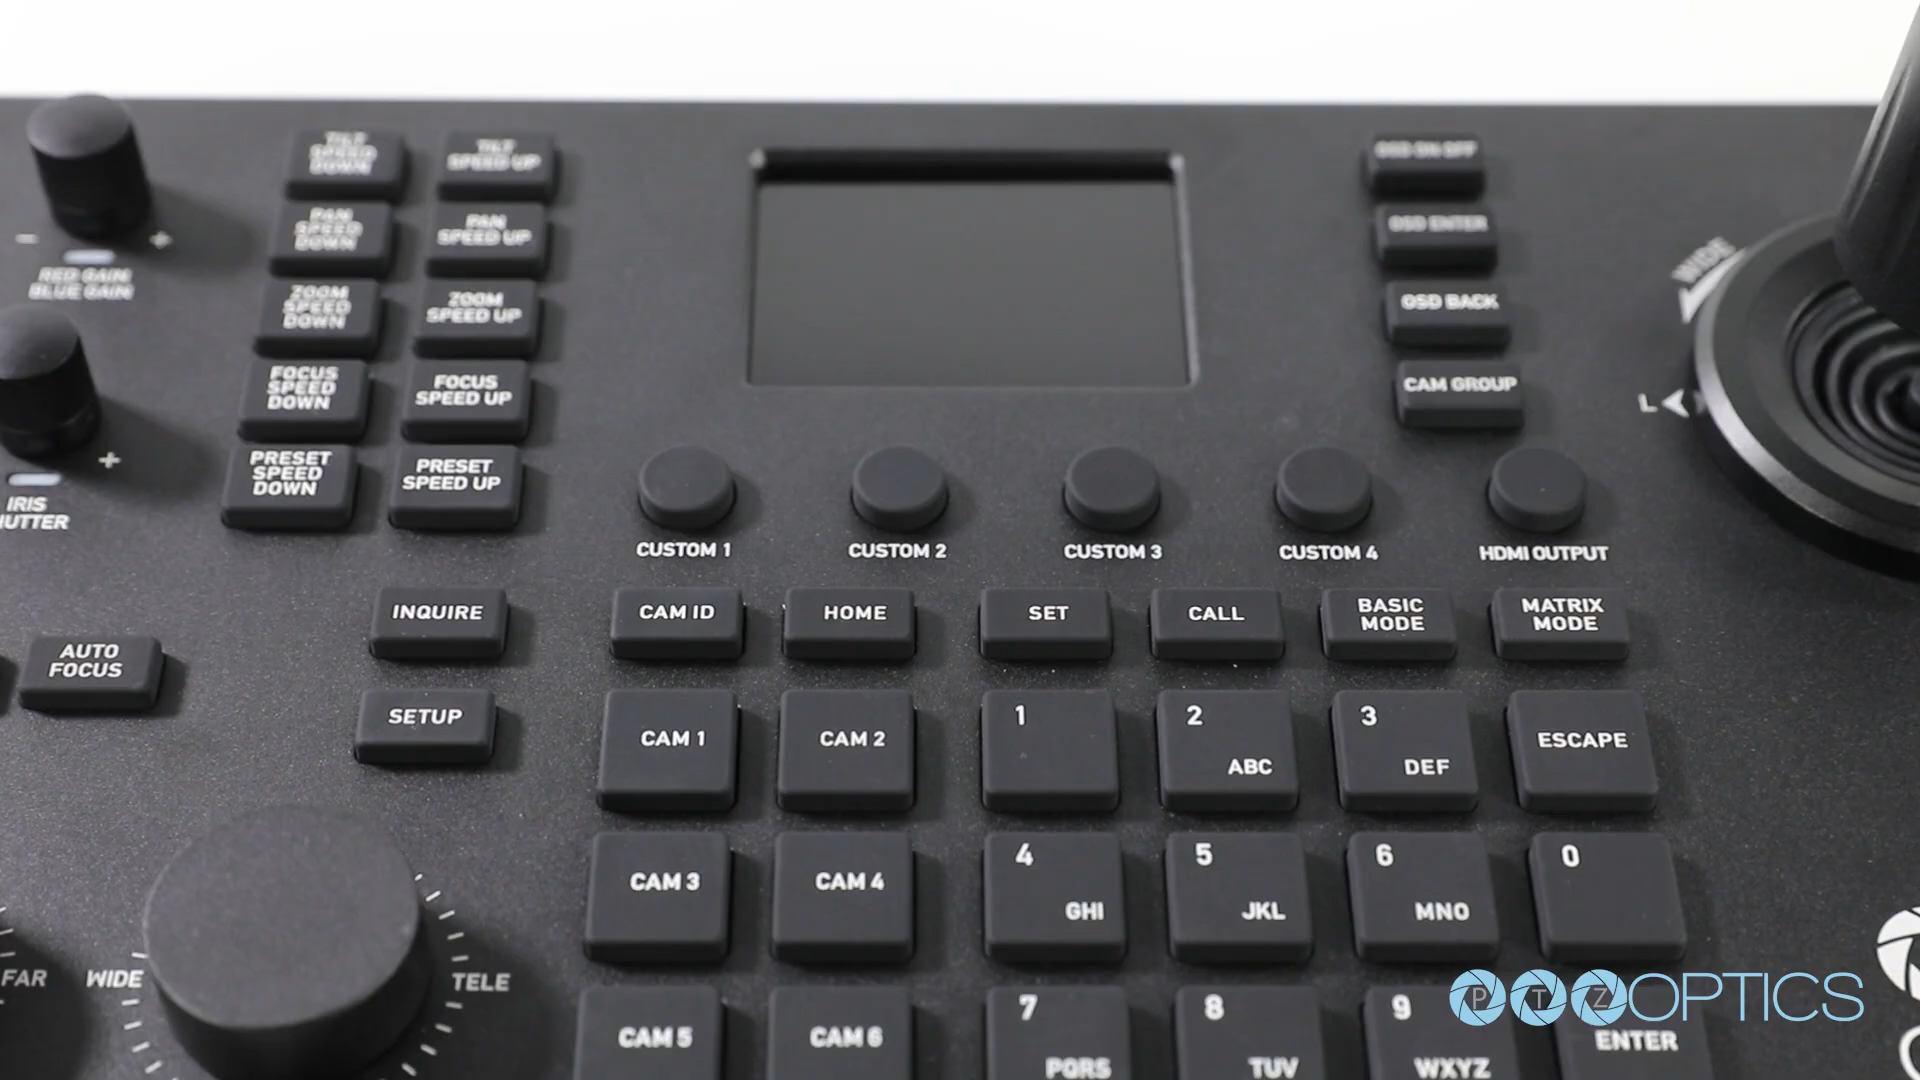 TILT
SPEED
DOWN
TILT
SPEED UP
OSD ON OFF
PAN
SPEED
DOWN
PAN
SPEED UP
OSD ENTER
− +
RED GAIN
BLUE GAIN
WIDE
ZOOM
SPEED
DOWN
ZOOM
SPEED UP
OSD BACK
FOCUS
SPEED
DOWN
FOCUS
SPEED UP
CAM GROUP
L
+
PRESET
SPEED
DOWN
PRESET
SPEED UP
IRIS
HUTTER
CUSTOM 1
CUSTOM 2
CUSTOM 3
CUSTOM 4
HDMI OUTPUT
INQUIRE
CAM ID
HOME
SET
CALL
BASIC
MODE
MATRIX
MODE
AUTO
FOCUS
SETUP
CAM 1
CAM 2
1
2
ABC
3
DEF
ESCAPE
CAM 3
CAM 4
4
GHI
5
JKL
6
MNO
0
FAR
WIDE
TELE
CAM 5
CAM 6
7
PQRS
8
TUV
9
WXYZ
ENTER
PTZOPTICS